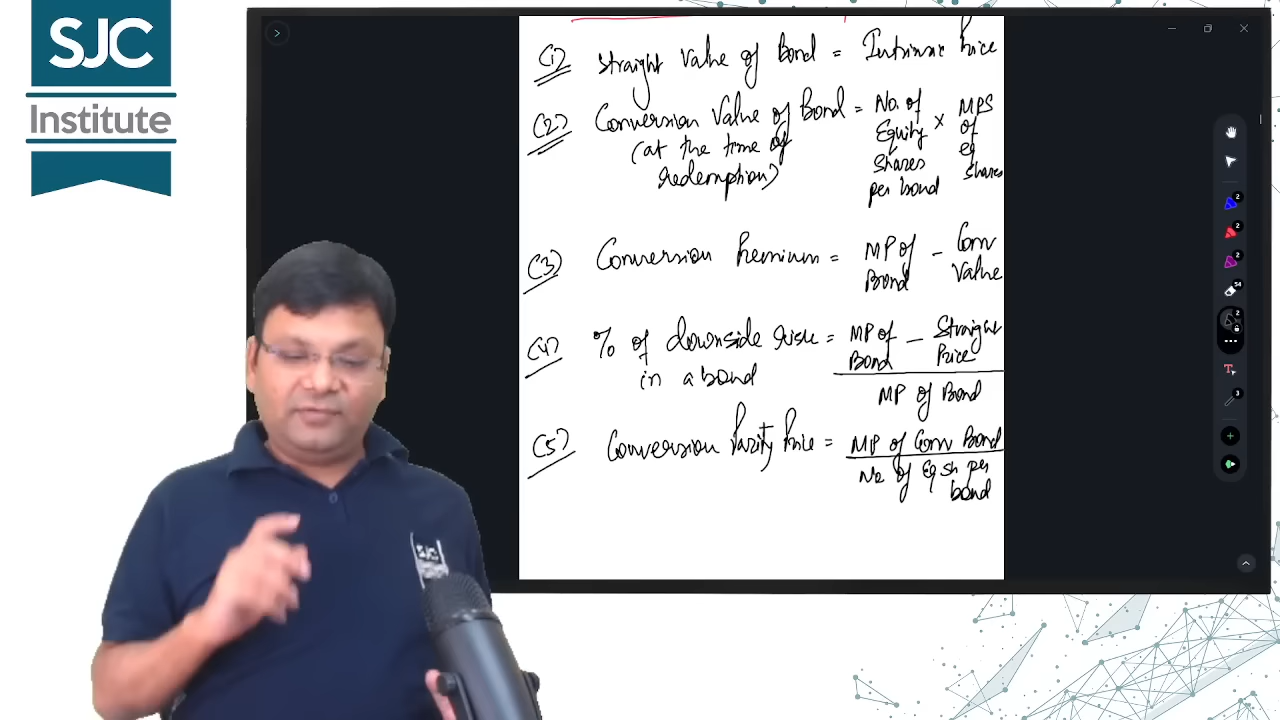 SJC
Institute
(1) Straight Value of Bond = Intrinsic Price
(2) Conversion Value of Bond = No. of Equity shares per bond × MPS of eq shares
(at the time of redemption)
(3) Conversion Premium = MP of Bond - Conv Value
(4) % of downside risk in a bond = MP of Bond - Straight Price
MP of Bond
(5) Conversion Parity Price = MP of Conv Bond
No. of Eq Sh per bond
SJC